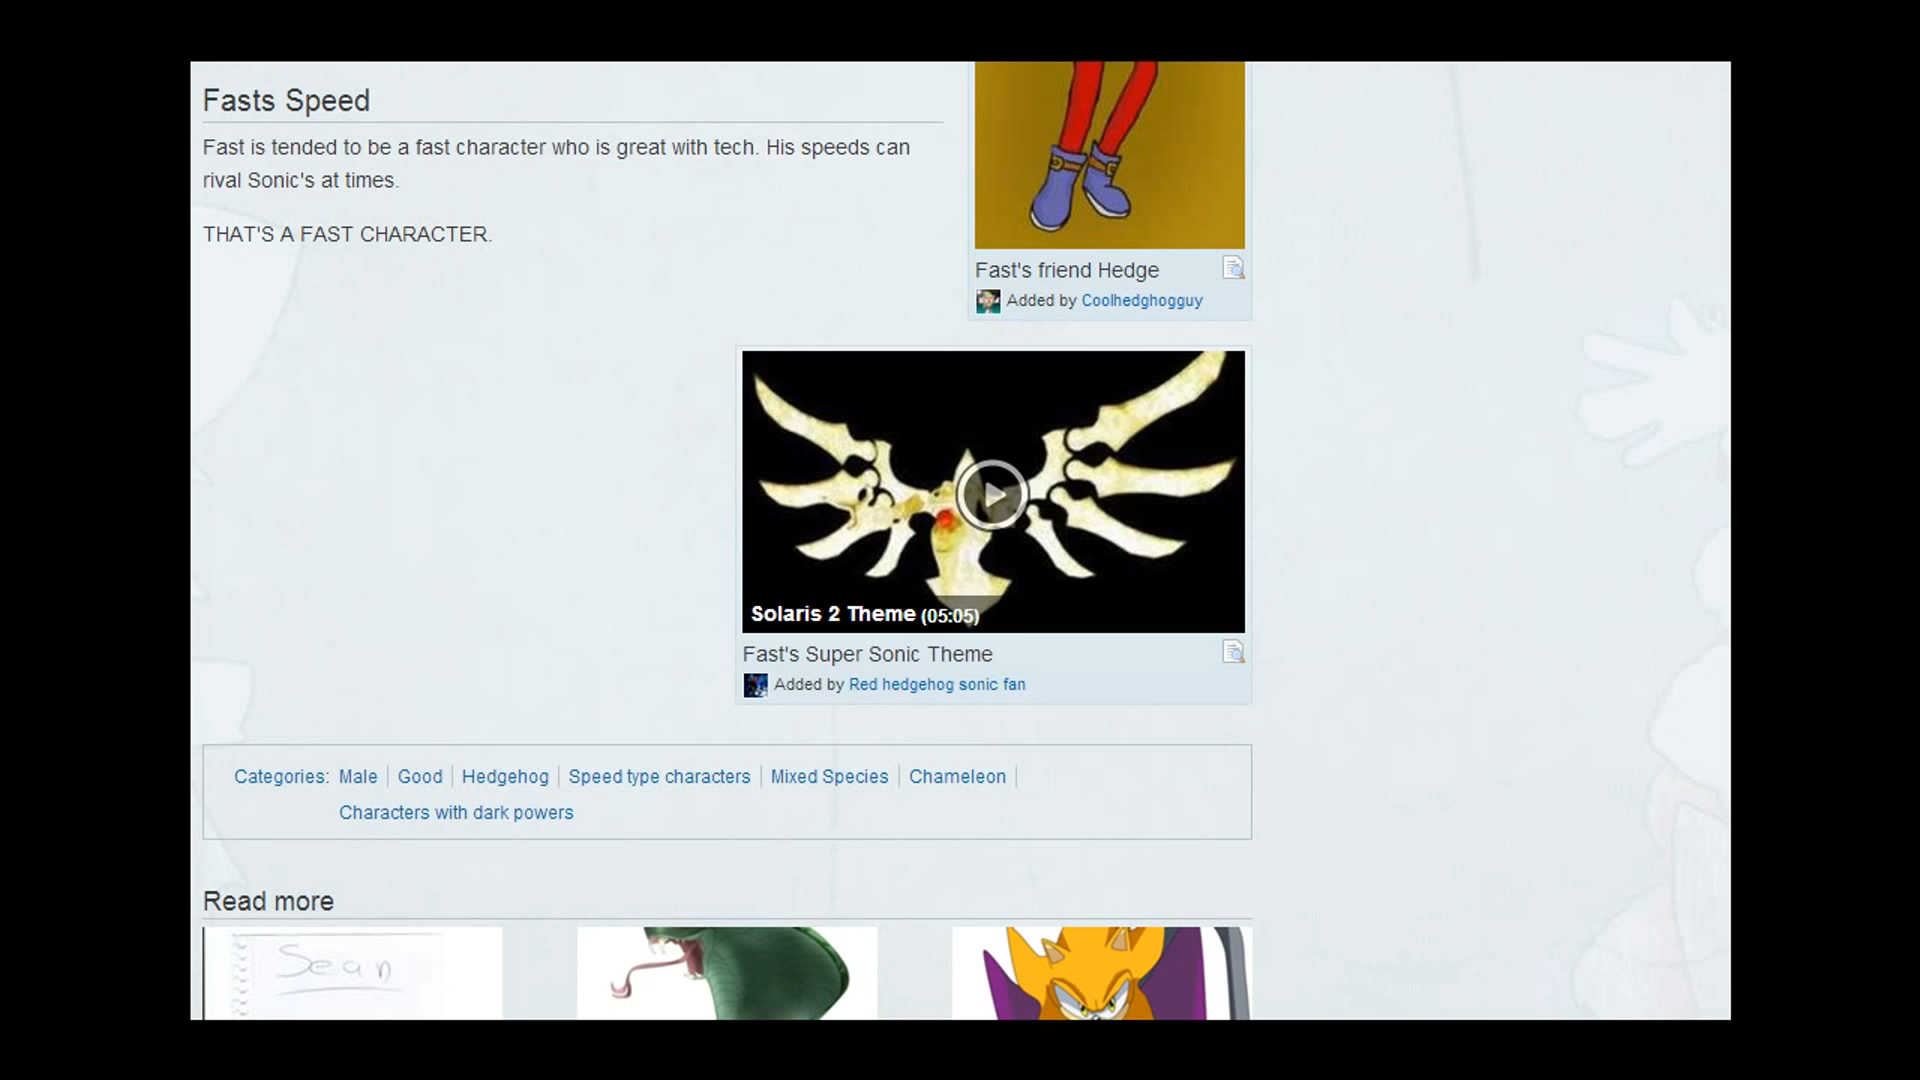 Fasts Speed
Fast is tended to be a fast character who is great with tech. His speeds can
rival Sonic's at times.
THAT'S A FAST CHARACTER.
Fast's friend Hedge
Added by Coolhedghogguy
Solaris 2 Theme (05:05)
Fast's Super Sonic Theme
Added by Red hedgehog sonic fan
Categories: Male Good Hedgehog Speed type characters Mixed Species Chameleon
Characters with dark powers
Read more
Sean